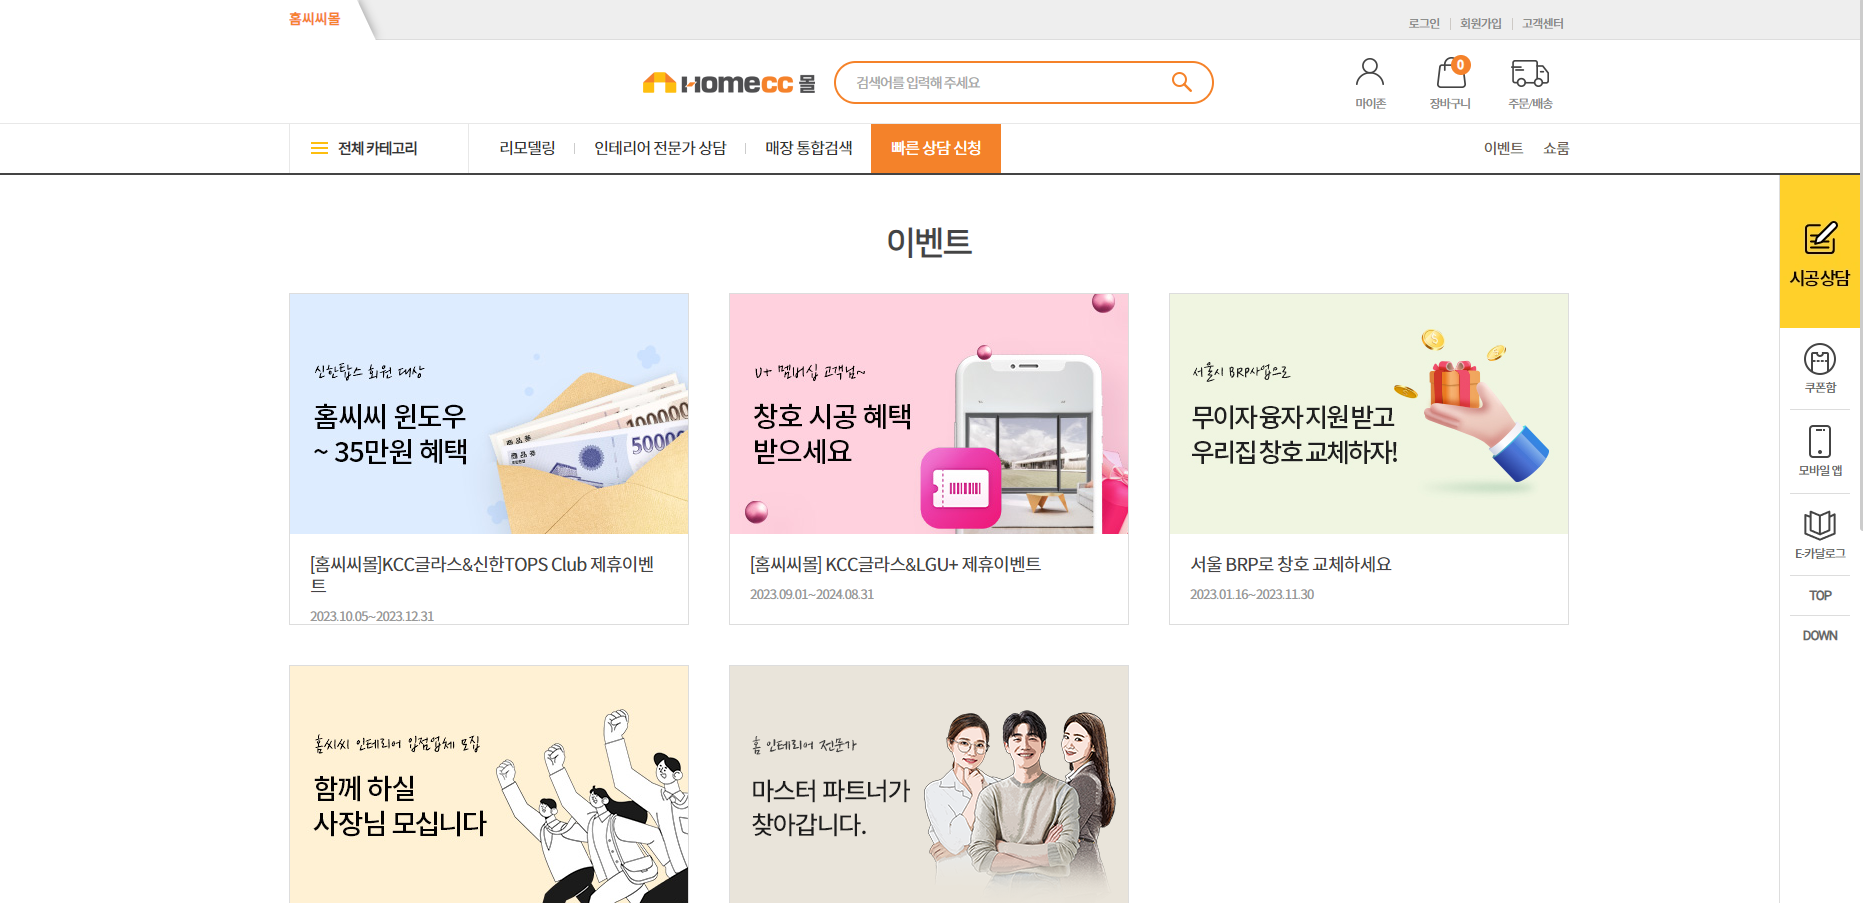 홈씨씨몰
로그인
회원가입
고객센터
Homecc 몰
검색어를 입력해 주세요
마이존
0
장바구니
주문/배송
전체 카테고리
리모델링
인테리어 전문가 상담
매장 통합검색
빠른 상담 신청
이벤트
쇼룸
이벤트
신한탑스 회원 대상
홈씨씨 윈도우
~ 35만원 혜택
[홈씨씨몰]KCC글라스&신한TOPS Club 제휴이벤
트
2023.10.05~2023.12.31
U+ 멤버십 고객님~
창호 시공 혜택
받으세요
[홈씨씨몰] KCC글라스&LGU+ 제휴이벤트
2023.09.01~2024.08.31
서울시 BRP사업으로
무이자 융자 지원 받고
우리집 창호 교체하자!
서울 BRP로 창호 교체하세요
2023.01.16~2023.11.30
홈씨씨 인테리어 입점업체 모집
함께 하실
사장님 모십니다
홈 인테리어 전문가
마스터 파트너가
찾아갑니다.
시공상담
쿠폰함
모바일 앱
E-카달로그
TOP
DOWN